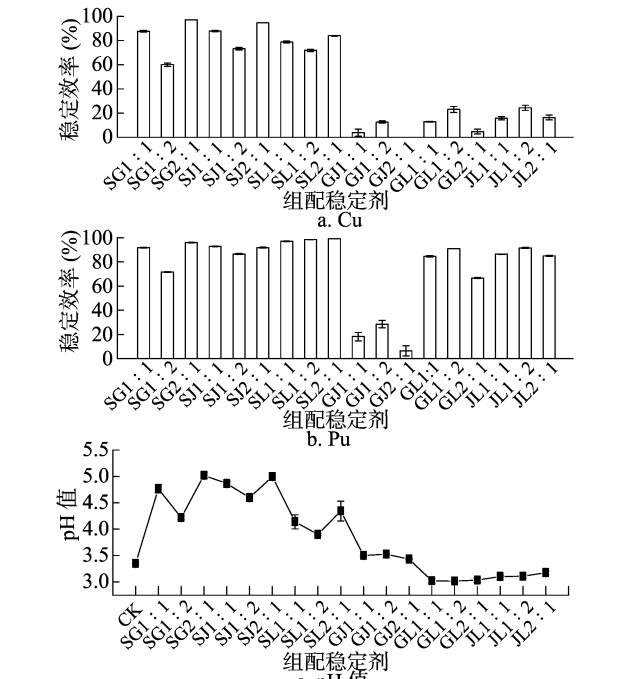 稳定效率 (%)
100
80
60
40
20
0
SG1∶1 SG1∶2 SG2∶1 SJ1∶1 SJ1∶2 SJ2∶1 SL1∶1 SL1∶2 SL2∶1 GJ1∶1 GJ1∶2 GJ2∶1 GL1∶1 GL1∶2 GL2∶1 JL1∶1 JL1∶2 JL2∶1
组配稳定剂
a. Cu
稳定效率 (%)
100
80
60
40
20
0
SG1∶1 SG1∶2 SG2∶1 SJ1∶1 SJ1∶2 SJ2∶1 SL1∶1 SL1∶2 SL2∶1 GJ1∶1 GJ1∶2 GJ2∶1 GL1:1 GL1∶2 GL2∶1 JL1∶1 JL1∶2 JL2∶1
组配稳定剂
b. Pu
pH 值
5.5
5.0
4.5
4.0
3.5
3.0
CK SG1∶1 SG1∶2 SG2∶1 SJ1∶1 SJ1∶2 SJ2∶1 SL1∶1 SL1∶2 SL2∶1 GJ1∶1 GJ1∶2 GJ2∶1 GL1∶1 GL1∶2 GL2∶1 JL1∶1 JL1∶2 JL2∶1
组配稳定剂